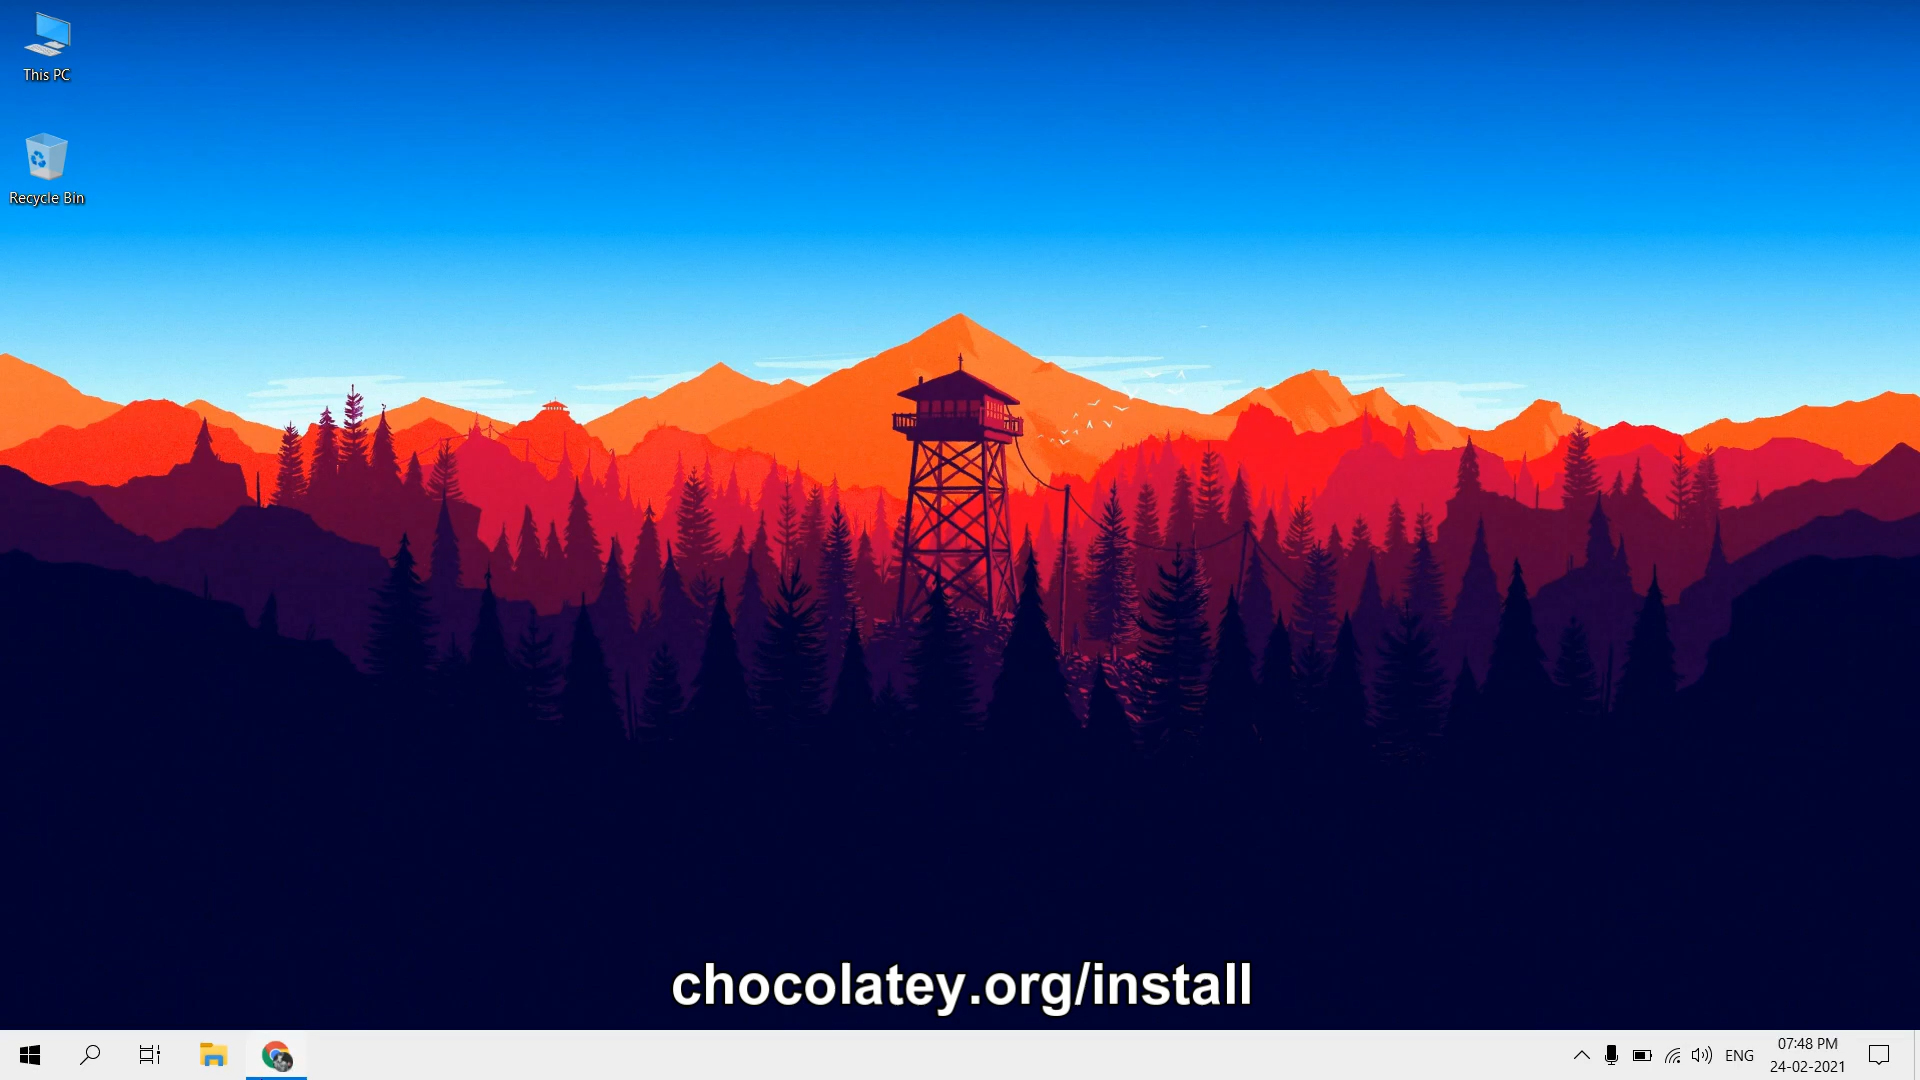 This PC
Recycle Bin
chocolatey.org/install
ENG
07:48 PM
24-02-2021